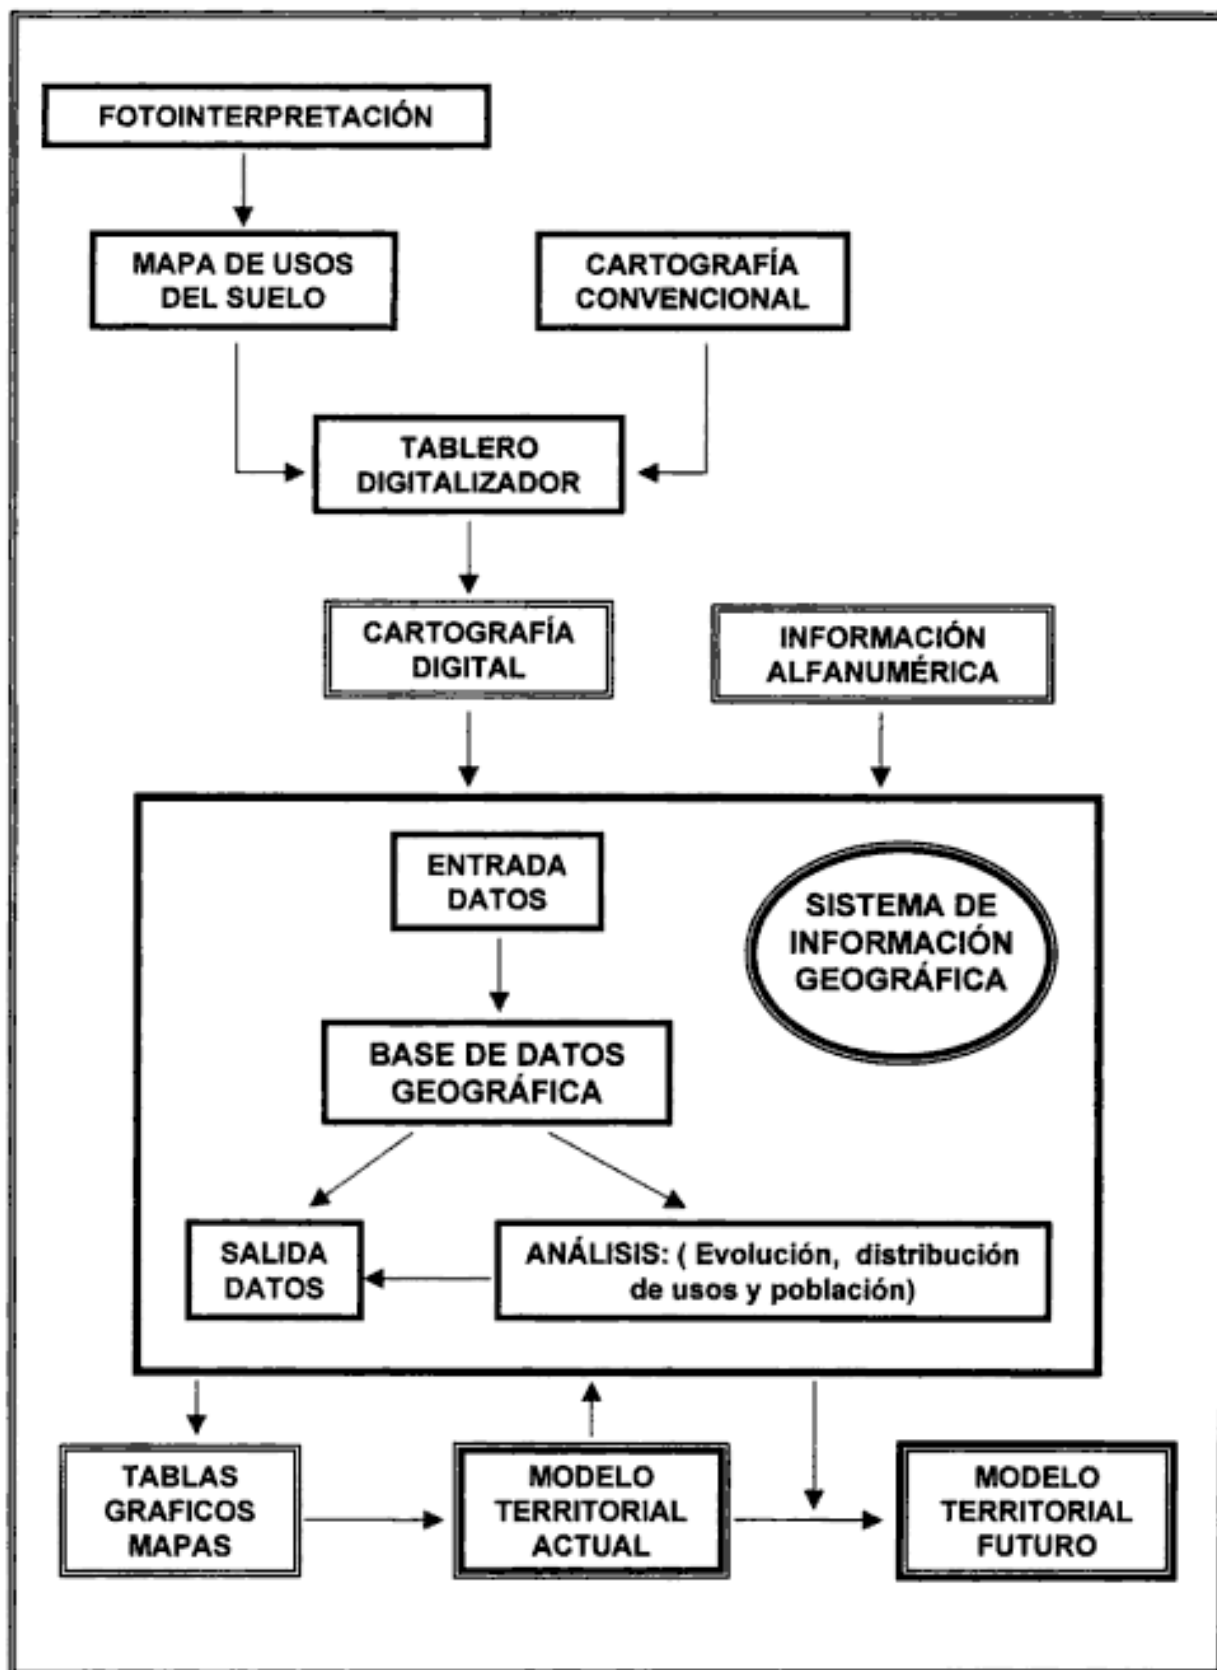 FOTOINTERPRETACIÓN
MAPA DE USOS
DEL SUELO
CARTOGRAFÍA
CONVENCIONAL
TABLERO
DIGITALIZADOR
CARTOGRAFÍA
DIGITAL
INFORMACIÓN
ALFANUMÉRICA
ENTRADA
DATOS
SISTEMA DE
INFORMACIÓN
GEOGRÁFICA
BASE DE DATOS
GEOGRÁFICA
SALIDA
DATOS
ANÁLISIS: ( Evolución, distribución
de usos y población)
TABLAS
GRAFICOS
MAPAS
MODELO
TERRITORIAL
ACTUAL
MODELO
TERRITORIAL
FUTURO